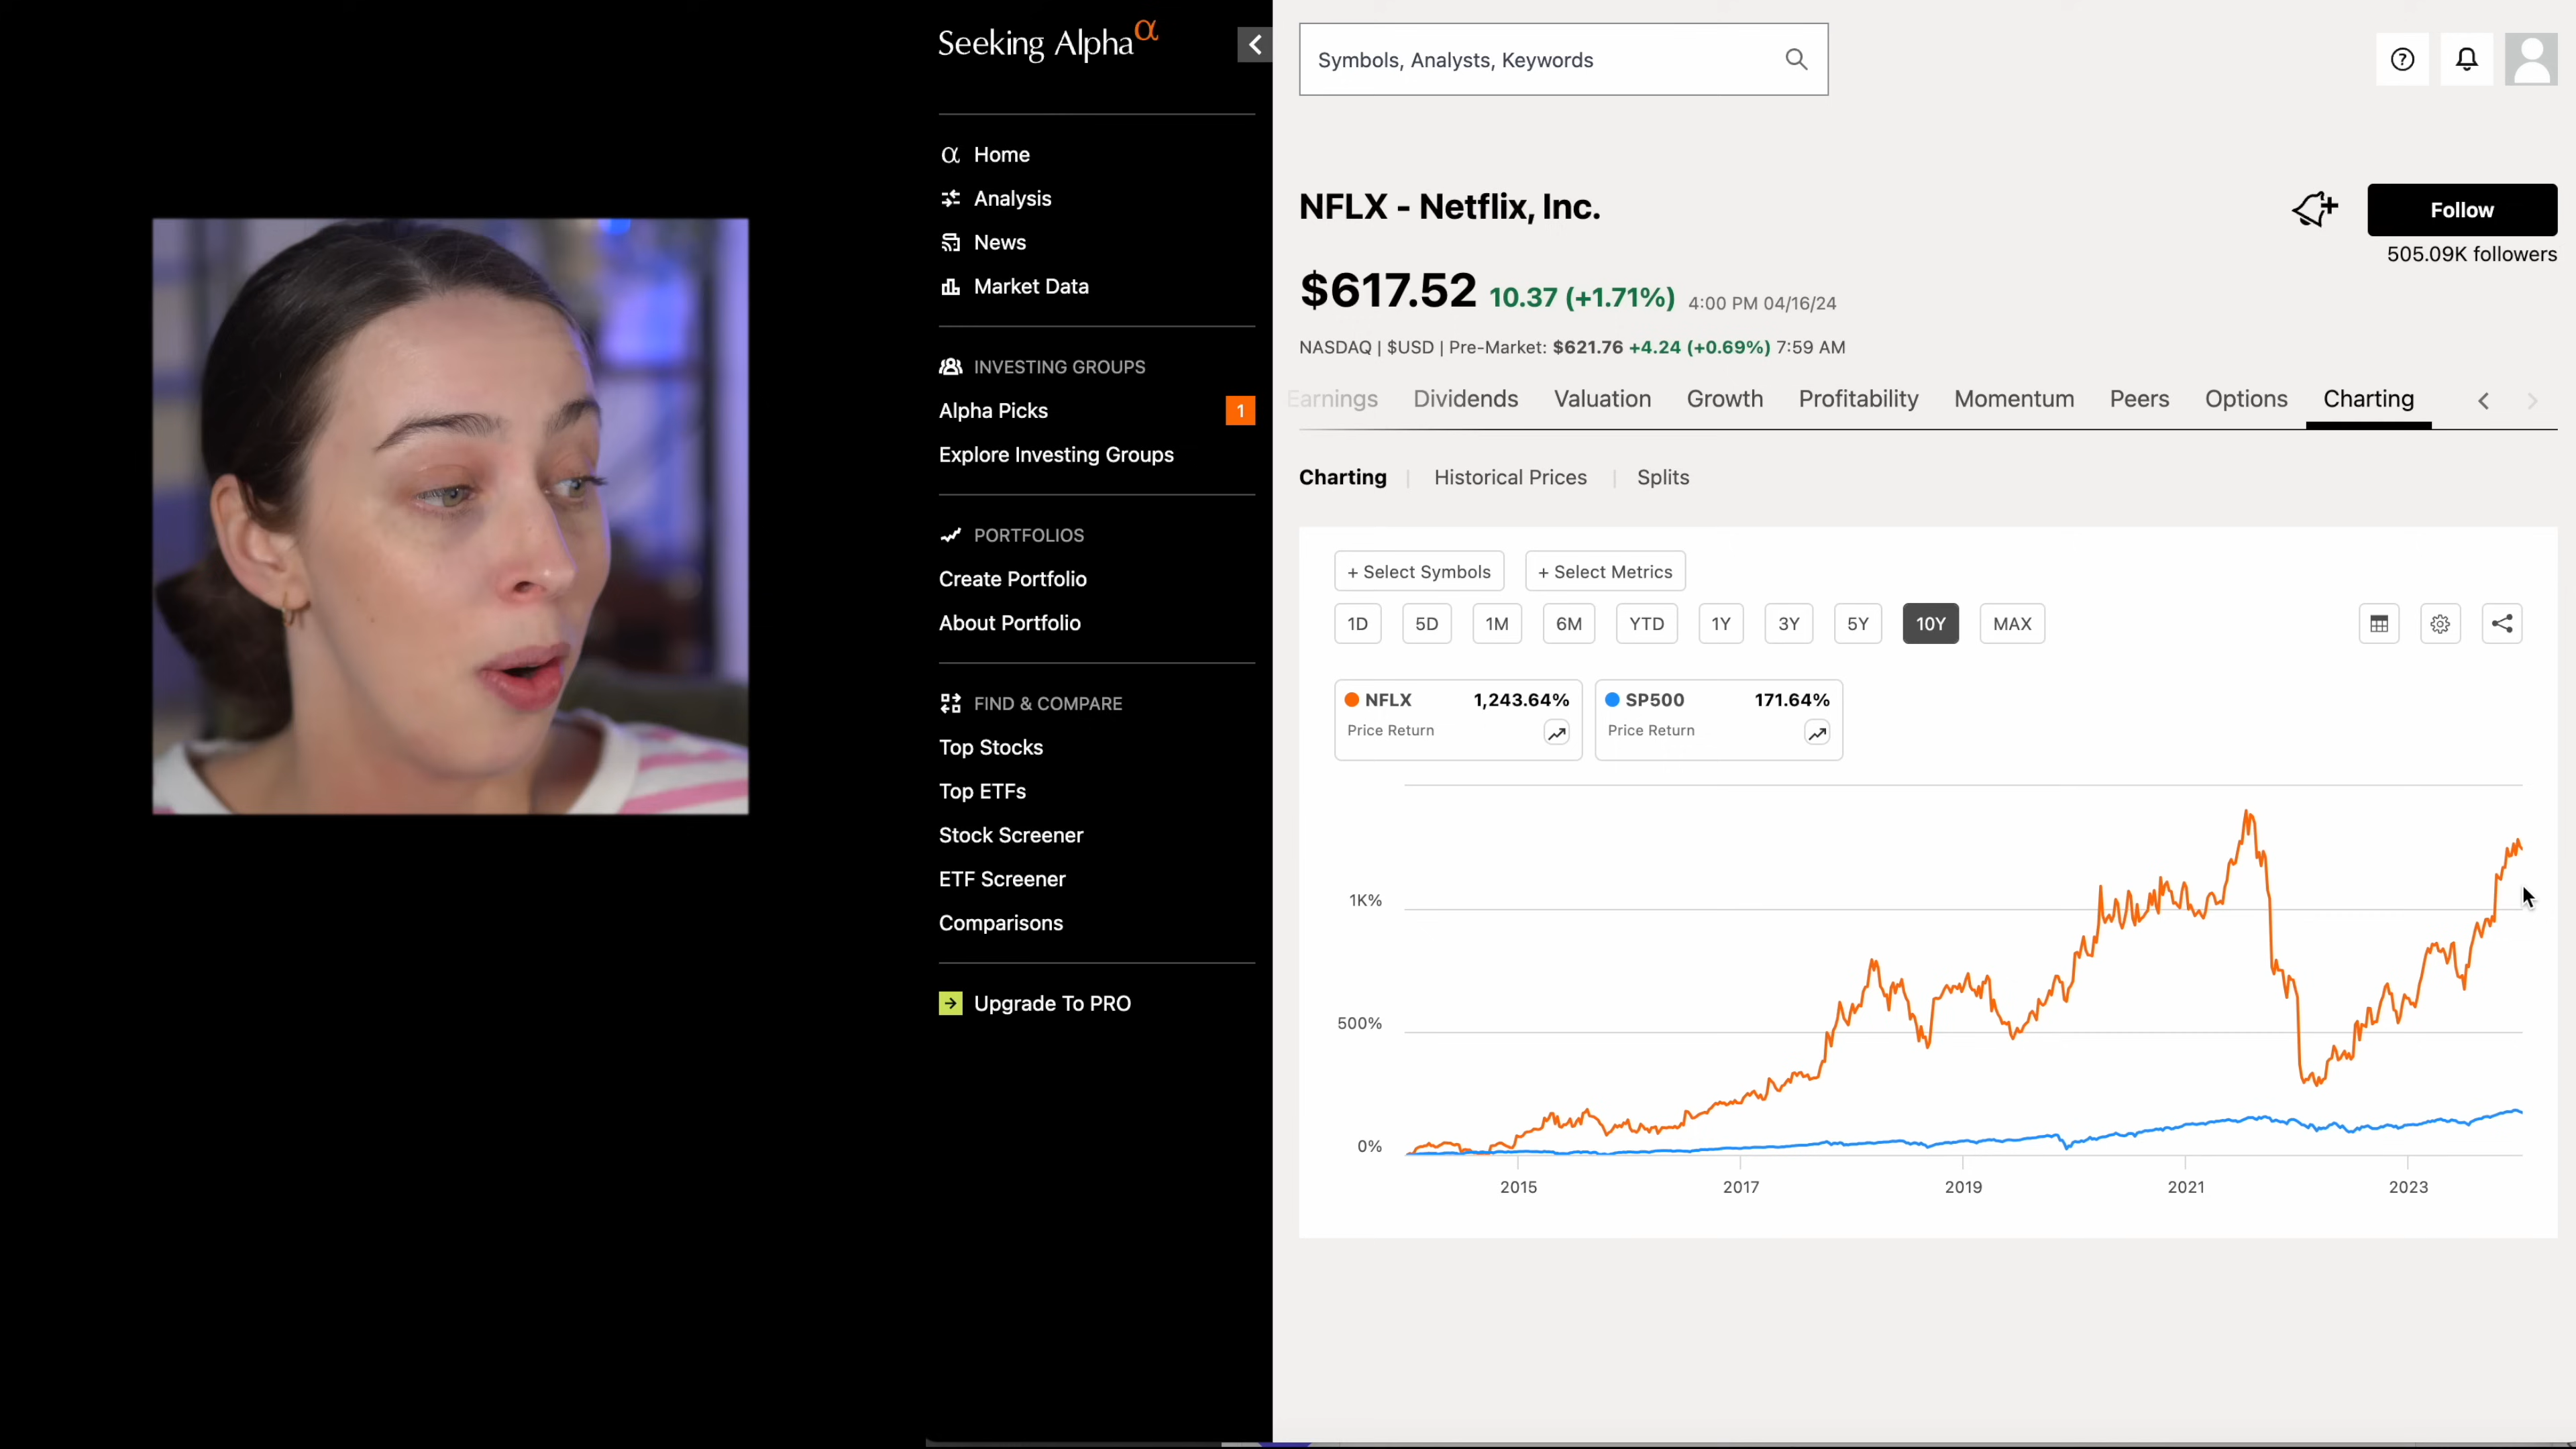 Seeking Alpha α
Home
Analysis
News
Market Data
INVESTING GROUPS
Alpha Picks 1
Explore Investing Groups
PORTFOLIOS
Create Portfolio
About Portfolio
FIND & COMPARE
Top Stocks
Top ETFs
Stock Screener
ETF Screener
Comparisons
Upgrade To PRO
Symbols, Analysts, Keywords
NFLX - Netflix, Inc.
Follow
505.09K followers
$617.52 10.37 (+1.71%) 4:00 PM 04/16/24
NASDAQ | $USD | Pre-Market: $621.76 +4.24 (+0.69%) 7:59 AM
Earnings Dividends Valuation Growth Profitability Momentum Peers Options Charting
Charting | Historical Prices | Splits
+ Select Symbols + Select Metrics
1D 5D 1M 6M YTD 1Y 3Y 5Y 10Y MAX
NFLX 1,243.64% SP500 171.64%
Price Return Price Return
1K%
500%
0%
2015 2017 2019 2021 2023